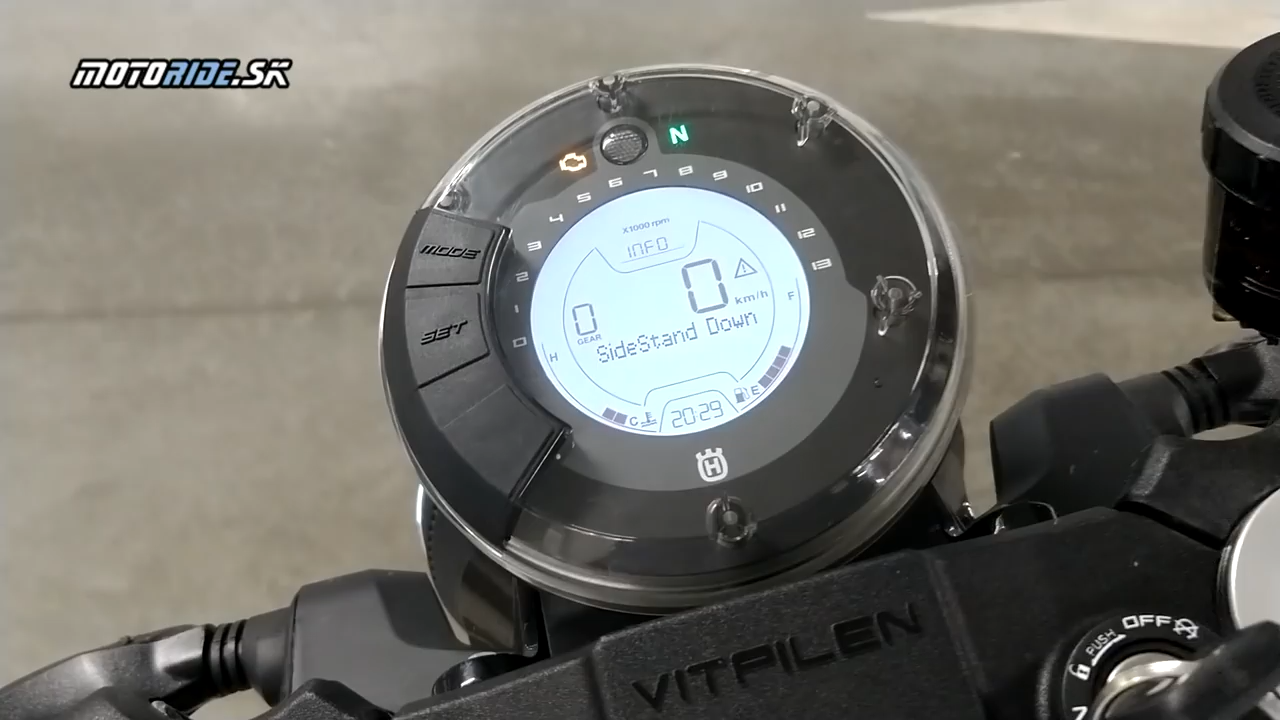 MOTORIDE.SK
N
4 5 6 7 8 9 10 11 12 13
3
2
1
0
MODE
SET
X1000 rpm
INFO
0
km/h
0
GEAR
SideStand Down
H
F
C
20:29
E
H
VITPILEN
PUSH
OFF